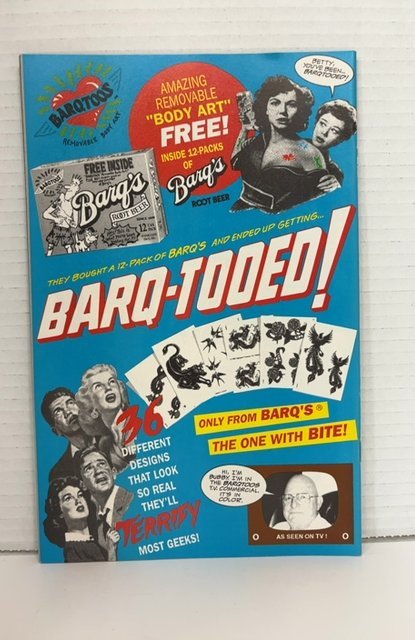 BARQTOOS
REMOVABLE BODY ART
AMAZING
REMOVABLE
"BODY ART"
FREE!
INSIDE 12-PACKS
OF
Barq's
ROOT BEER
BETTY,
YOU'VE BEEN...
BARQTOOED!
FREE INSIDE
Barq's
ROOT BEER
12
THEY BOUGHT A 12-PACK OF BARQ'S AND ENDED UP GETTING...
BARQ-TOOED!
36
DIFFERENT
DESIGNS
THAT LOOK
SO REAL
THEY'LL
TERRIFY
MOST GEEKS!
ONLY FROM BARQ'S®
THE ONE WITH BITE!
HI, I'M
BUBBY. I'M IN
THE BARQTOOS
T.V. COMMERCIAL.
IT'S IN
COLOR.
AS SEEN ON TV!